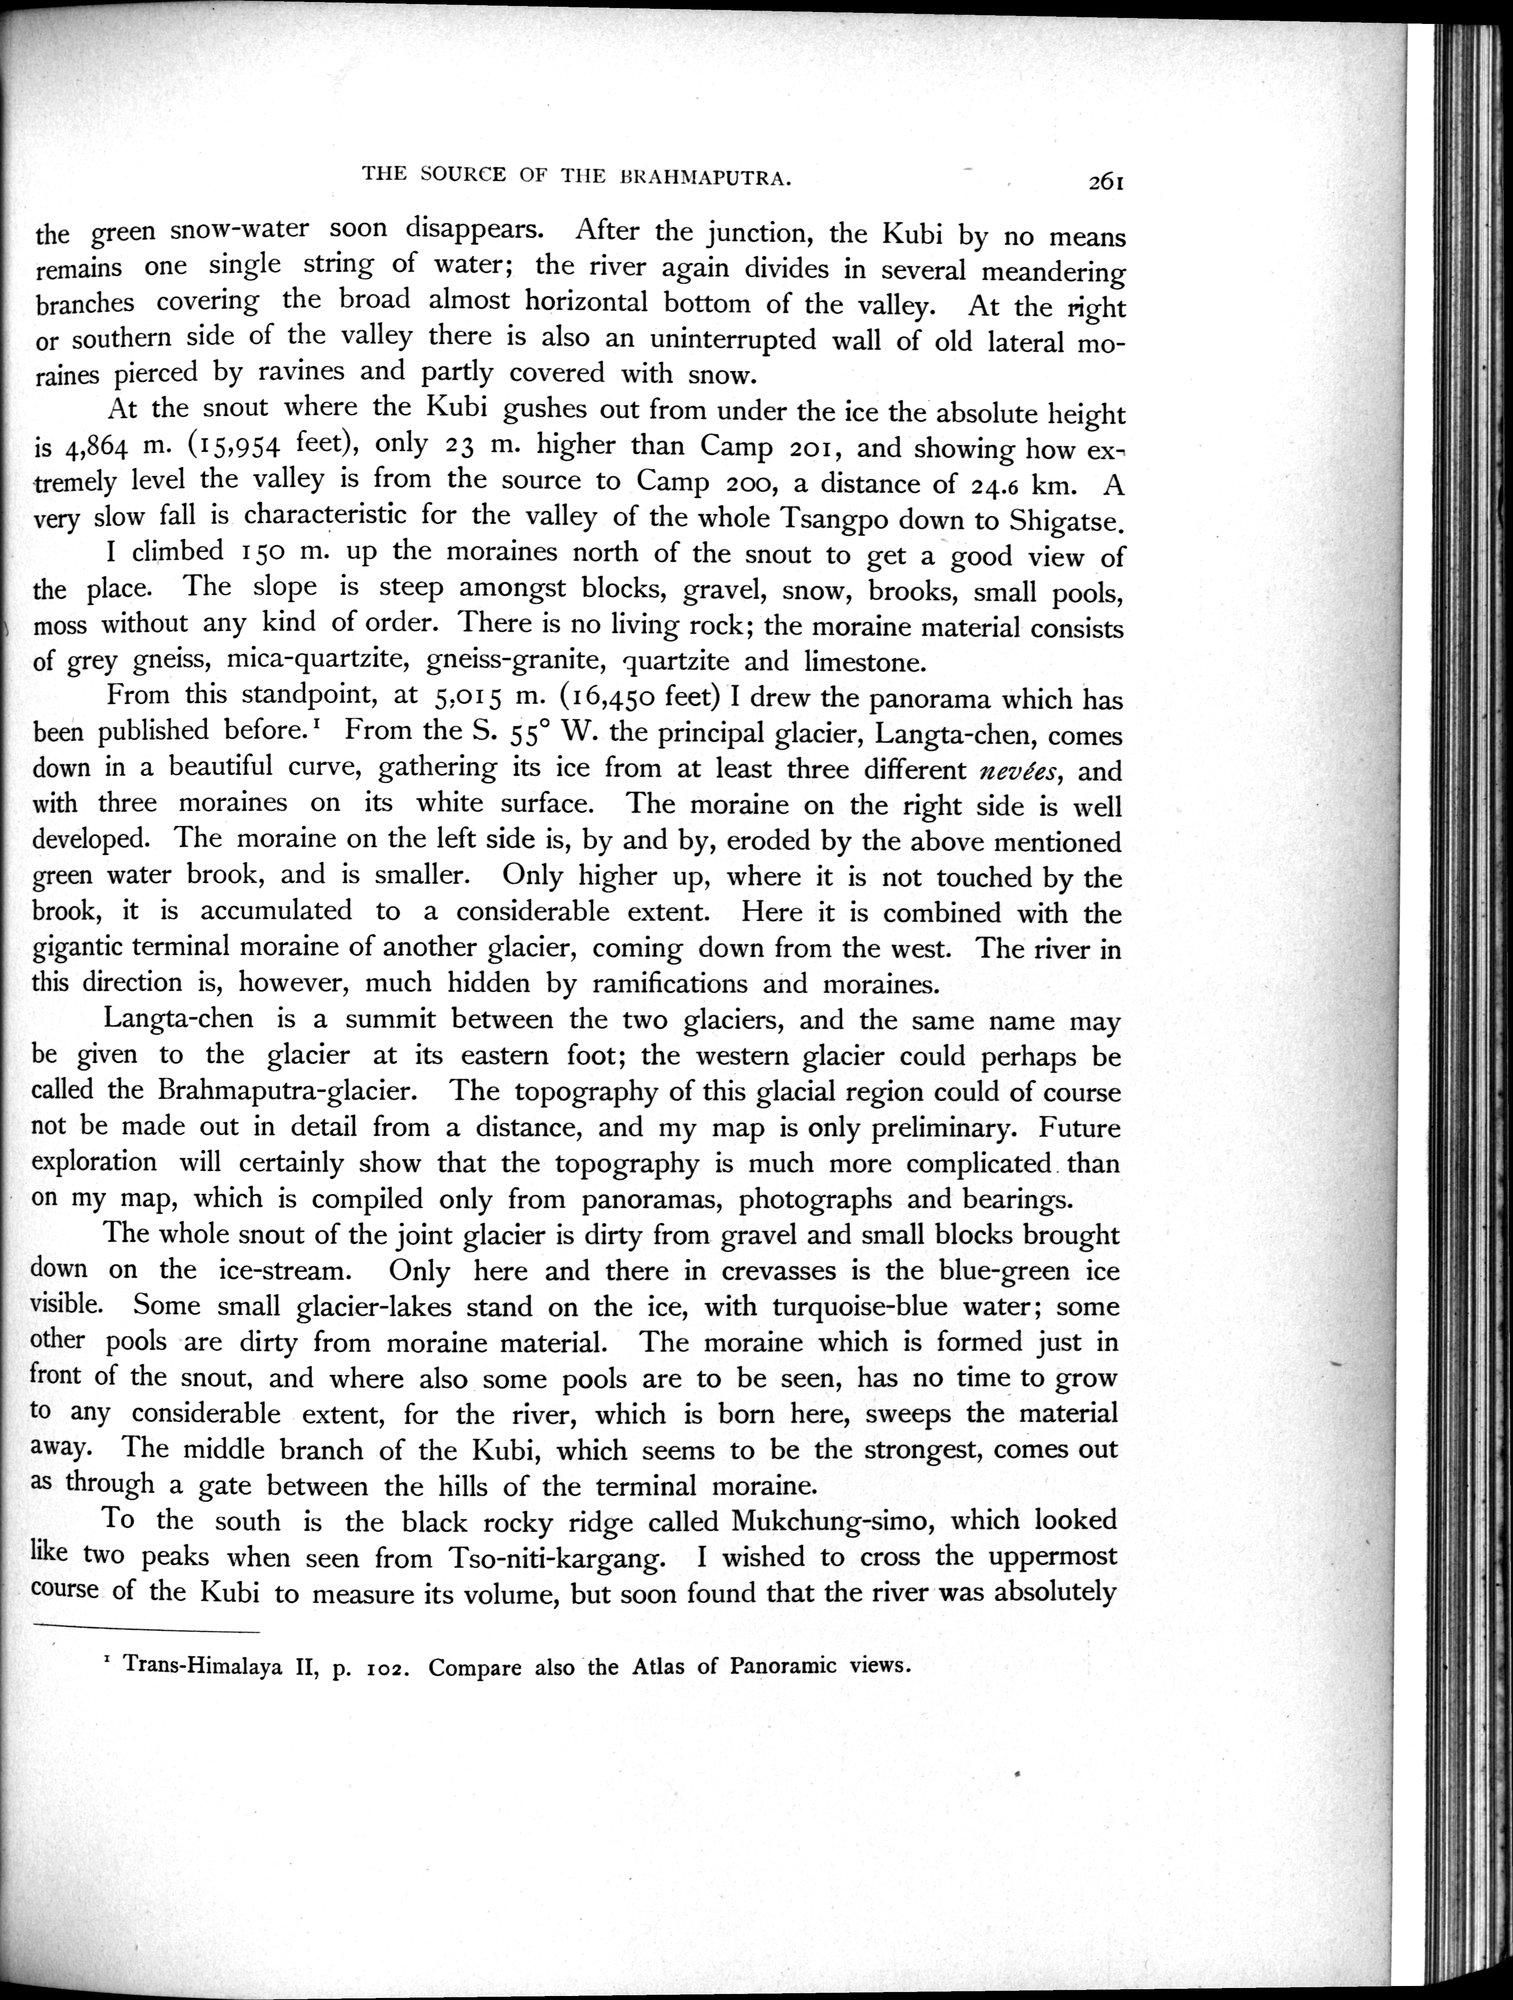 THE SOURCE OF THE BRAHMAPUTRA. 261
the green snow-water soon disappears. After the junction, the Kubi by no means
remains one single string of water; the river again divides in several meandering
branches covering the broad almost horizontal bottom of the valley. At the right
or southern side of the valley there is also an uninterrupted wall of old lateral mo-
raines pierced by ravines and partly covered with snow.
At the snout where the Kubi gushes out from under the ice the absolute height
is 4,864 m. (15,954 feet), only 23 m. higher than Camp 201, and showing how ex-
tremely level the valley is from the source to Camp 200, a distance of 24.6 km. A
very slow fall is characteristic for the valley of the whole Tsangpo down to Shigatse.
I climbed 150 m. up the moraines north of the snout to get a good view of
the place. The slope is steep amongst blocks, gravel, snow, brooks, small pools,
moss without any kind of order. There is no living rock; the moraine material consists
of grey gneiss, mica-quartzite, gneiss-granite, quartzite and limestone.
From this standpoint, at 5,015 m. (16,450 feet) I drew the panorama which has
been published before.¹ From the S. 55° W. the principal glacier, Langta-chen, comes
down in a beautiful curve, gathering its ice from at least three different nevées, and
with three moraines on its white surface. The moraine on the right side is well
developed. The moraine on the left side is, by and by, eroded by the above mentioned
green water brook, and is smaller. Only higher up, where it is not touched by the
brook, it is accumulated to a considerable extent. Here it is combined with the
gigantic terminal moraine of another glacier, coming down from the west. The river in
this direction is, however, much hidden by ramifications and moraines.
Langta-chen is a summit between the two glaciers, and the same name may
be given to the glacier at its eastern foot; the western glacier could perhaps be
called the Brahmaputra-glacier. The topography of this glacial region could of course
not be made out in detail from a distance, and my map is only preliminary. Future
exploration will certainly show that the topography is much more complicated than
on my map, which is compiled only from panoramas, photographs and bearings.
The whole snout of the joint glacier is dirty from gravel and small blocks brought
down on the ice-stream. Only here and there in crevasses is the blue-green ice
visible. Some small glacier-lakes stand on the ice, with turquoise-blue water; some
other pools are dirty from moraine material. The moraine which is formed just in
front of the snout, and where also some pools are to be seen, has no time to grow
to any considerable extent, for the river, which is born here, sweeps the material
away. The middle branch of the Kubi, which seems to be the strongest, comes out
as through a gate between the hills of the terminal moraine.
To the south is the black rocky ridge called Mukchung-simo, which looked
like two peaks when seen from Tso-niti-kargang. I wished to cross the uppermost
course of the Kubi to measure its volume, but soon found that the river was absolutely
¹ Trans-Himalaya II, p. 102. Compare also the Atlas of Panoramic views.